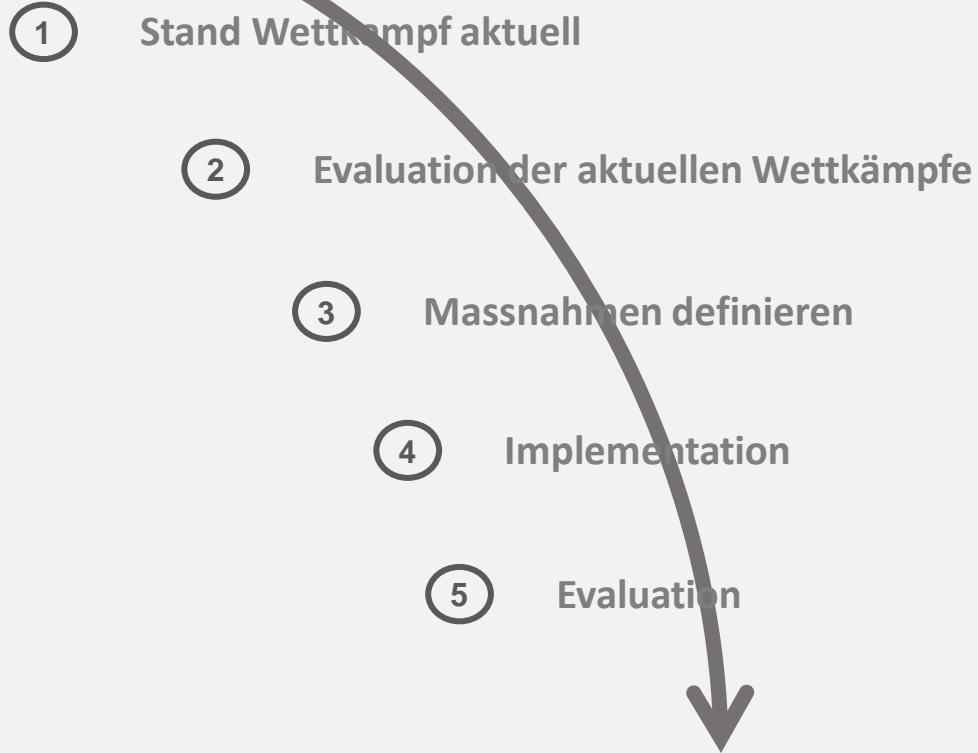 1 Stand Wettkampf aktuell
2 Evaluation der aktuellen Wettkämpfe
3 Massnahmen definieren
4 Implementation
5 Evaluation